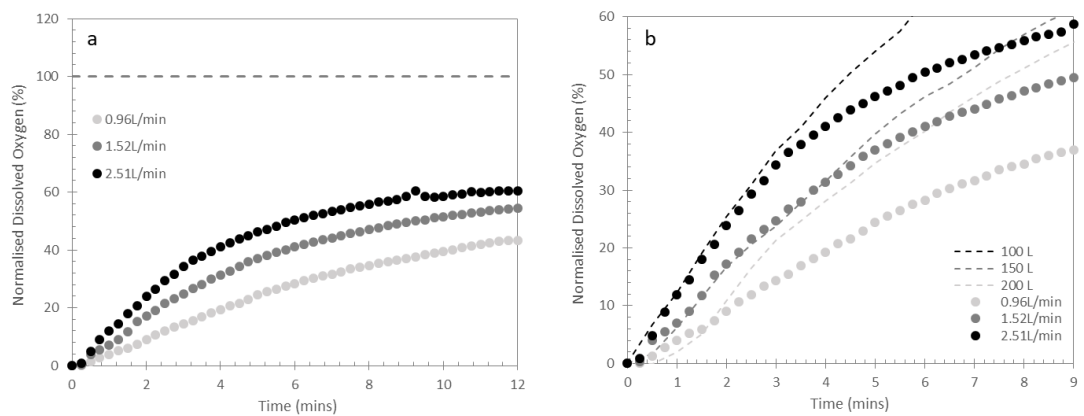 a
120
100
80
60
40
20
0
Normalised Dissolved Oxygen (%)
0.96L/min
1.52L/min
2.51L/min
0 2 4 6 8 10 12
Time (mins)
b
60
50
40
30
20
10
0
Normalised Dissolved Oxygen (%)
100 L
150 L
200 L
0.96L/min
1.52L/min
2.51L/min
0 1 2 3 4 5 6 7 8 9
Time (mins)